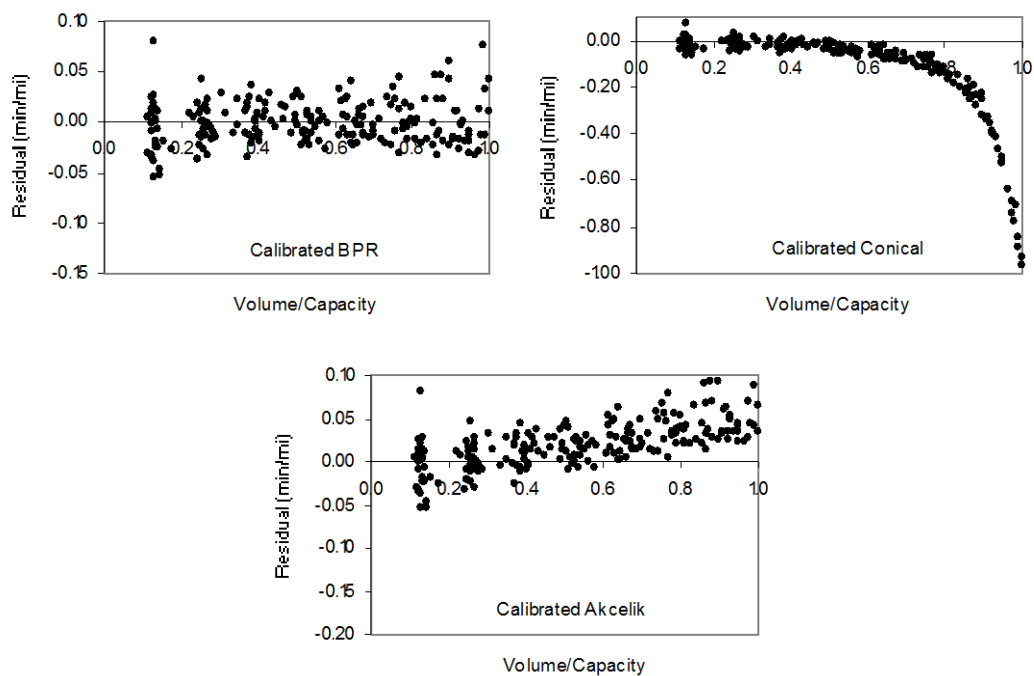 0.10
0.05
0.00
-0.05
-0.10
-0.15
0.0 0.2 0.4 0.6 0.8 1.0
Residual (min/mi)
Calibrated BPR
Volume/Capacity
0.00
-0.20
-0.40
-0.60
-0.80
-100
0.0 0.2 0.4 0.6 0.8 1.0
Residual (min/mi)
Calibrated Conical
Volume/Capacity
0.10
0.05
0.00
-0.05
-0.10
-0.15
-0.20
0.0 0.2 0.4 0.6 0.8 1.0
Residual (min/mi)
Calibrated Akcelik
Volume/Capacity